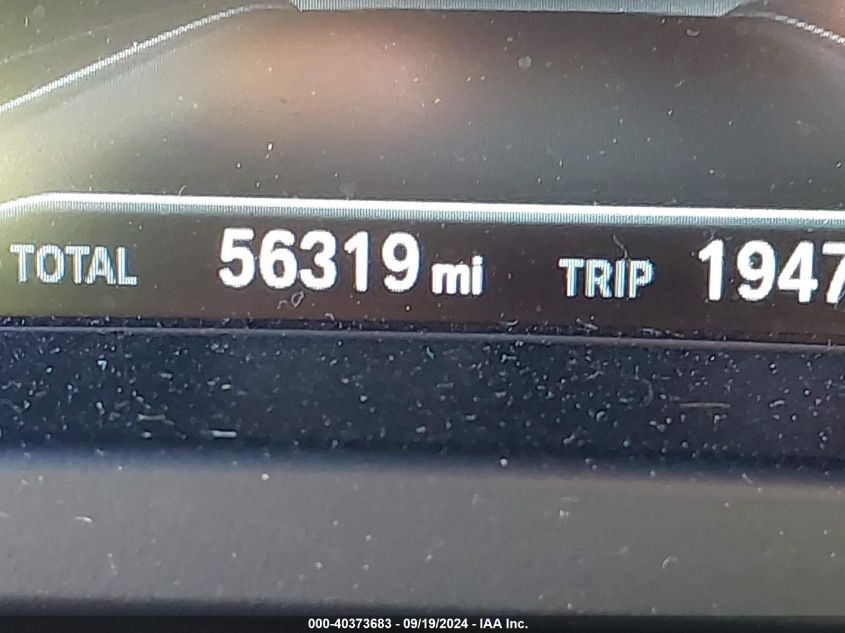 TOTAL 56319 mi TRIP 1947
000-40373683 - 09/19/2024 - IAA, Inc.